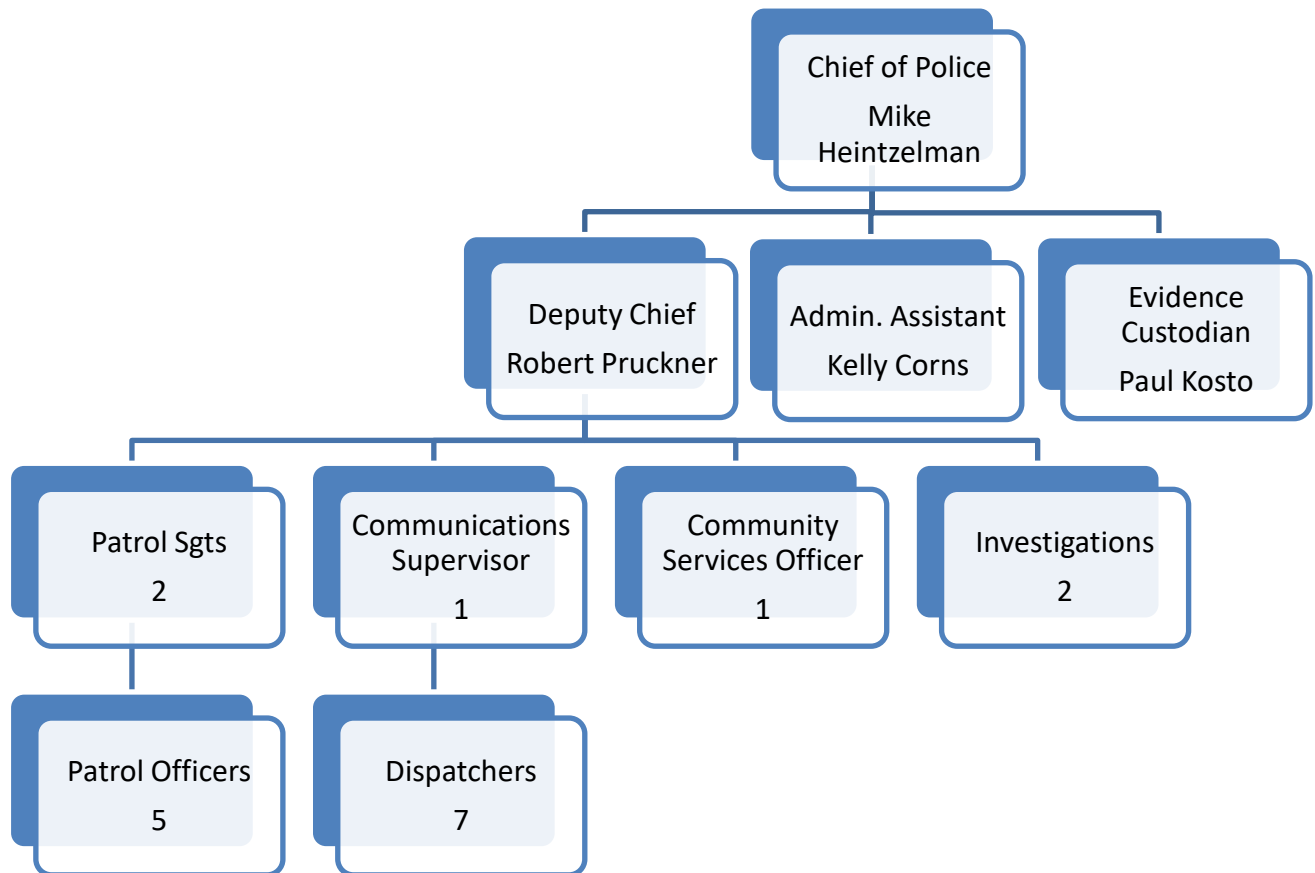 Chief of Police
Mike
Heintzelman
Deputy Chief
Robert Pruckner
Admin. Assistant
Kelly Corns
Evidence
Custodian
Paul Kosto
Patrol Sgts
2
Communications
Supervisor
1
Community
Services Officer
1
Investigations
2
Patrol Officers
5
Dispatchers
7